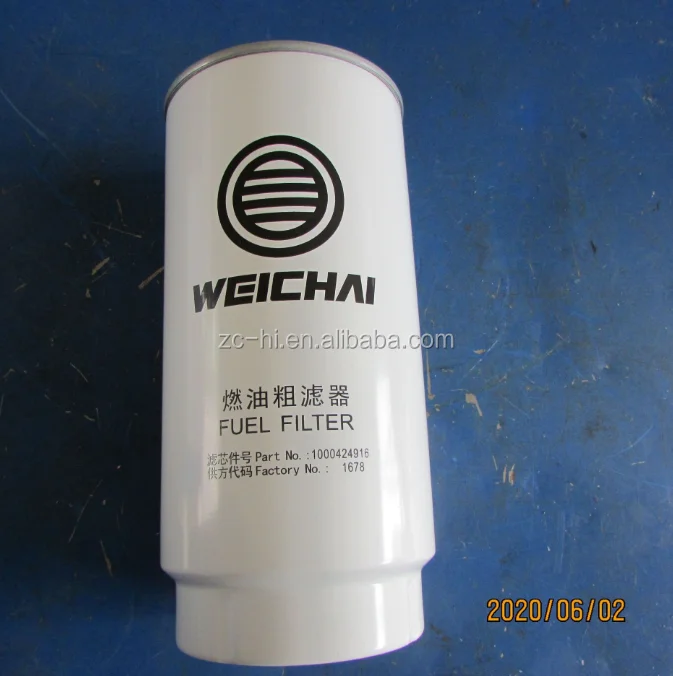 WEICHAI
zc-hi.en.alibaba.com
燃油粗滤器
FUEL FILTER
滤芯件号 Part No.:1000424916
供方代码 Factory No.: 1678
2020/06/02